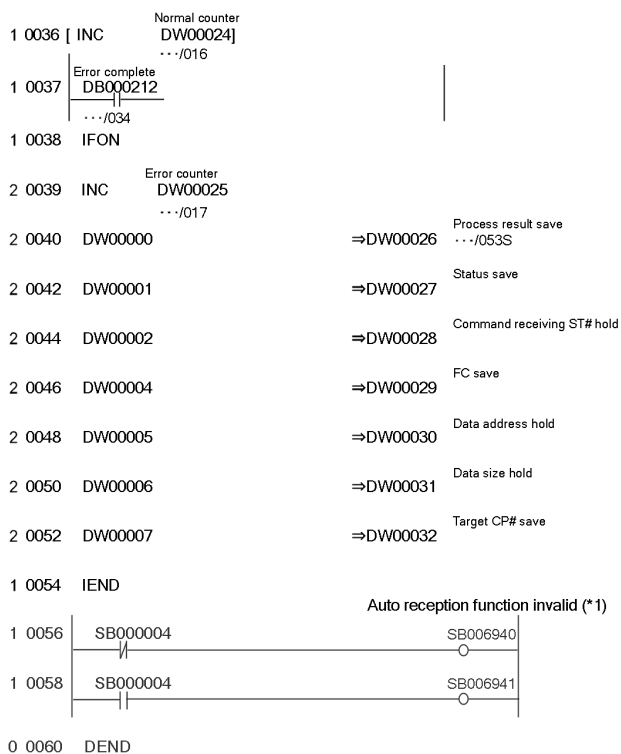 Normal counter
1 0036 [ INC DW00024]
···/016
Error complete
1 0037 DB000212
···/034
1 0038 IFON
Error counter
2 0039 INC DW00025
···/017
Process result save
2 0040 DW00000 ⇒DW00026 ···/053S
Status save
2 0042 DW00001 ⇒DW00027
Command receiving ST# hold
2 0044 DW00002 ⇒DW00028
FC save
2 0046 DW00004 ⇒DW00029
Data address hold
2 0048 DW00005 ⇒DW00030
Data size hold
2 0050 DW00006 ⇒DW00031
Target CP# save
2 0052 DW00007 ⇒DW00032
1 0054 IEND
Auto reception function invalid (*1)
1 0056 SB000004 SB006940
1 0058 SB000004 SB006941
0 0060 DEND